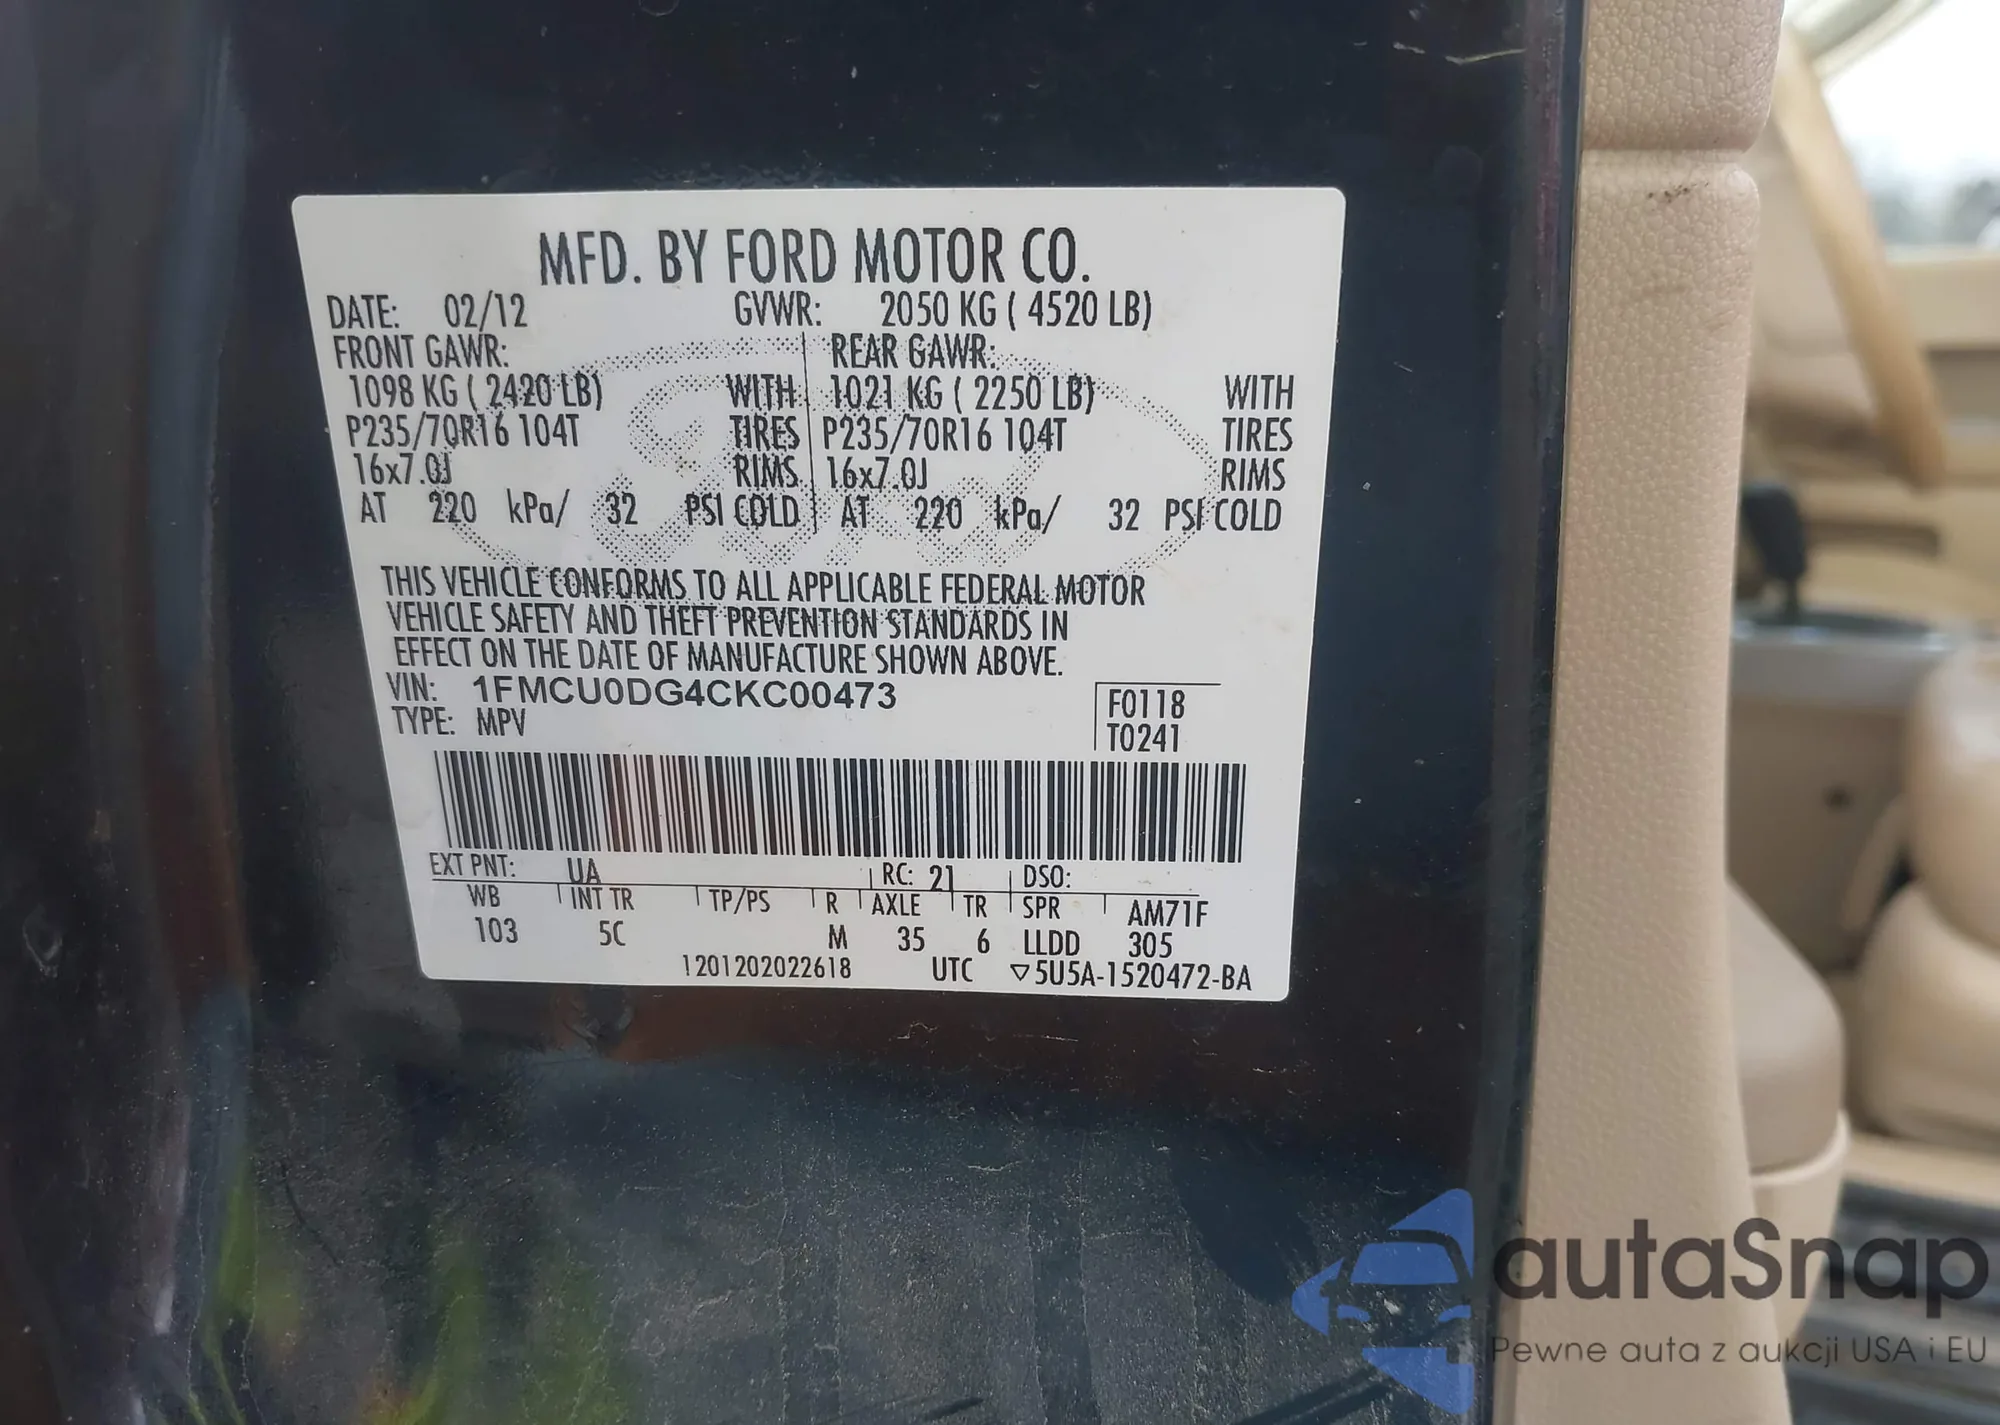 MFD. BY FORD MOTOR CO.
DATE: 02/12 GVWR: 2050 KG ( 4520 LB)
FRONT GAWR: REAR GAWR:
1098 KG ( 2420 LB) WITH 1021 KG ( 2250 LB) WITH
P235/70R16 104T TIRES P235/70R16 104T TIRES
16x7.0J RIMS 16x7.0J RIMS
AT 220 kPa/ 32 PSI COLD AT 220 kPa/ 32 PSI COLD
THIS VEHICLE CONFORMS TO ALL APPLICABLE FEDERAL MOTOR
VEHICLE SAFETY AND THEFT PREVENTION STANDARDS IN
EFFECT ON THE DATE OF MANUFACTURE SHOWN ABOVE.
VIN: 1FMCU0DG4CKC00473
TYPE: MPV
F0118
T0241
EXT PNT: UA RC: 21 DSO:
WB INT TR TP/PS R AXLE TR SPR AM71F
103 5C M 35 6 LLDD 305
1201202022618 UTC ▽5U5A-1520472-BA
Ford
autaSnap
Pewne auta z aukcji USA i EU